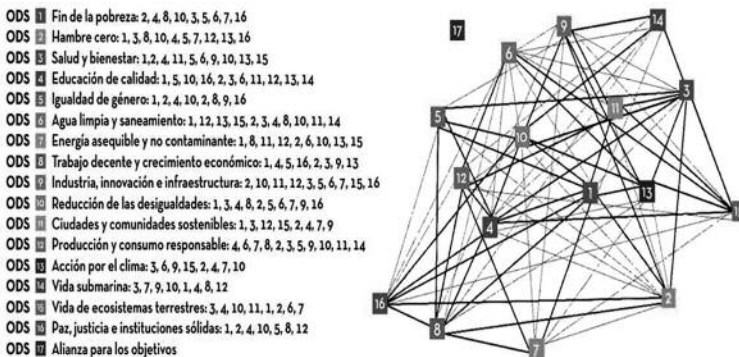 ODS 1 Fin de la pobreza: 2, 4, 8, 10, 3, 5, 6, 7, 16
ODS 2 Hambre cero: 1, 3, 8, 10, 4, 5, 7, 12, 13, 16
ODS 3 Salud y bienestar: 1, 2, 4, 11, 5, 6, 9, 10, 13, 15
ODS 4 Educación de calidad: 1, 5, 10, 16, 2, 3, 6, 11, 12, 13, 14
ODS 5 Igualdad de género: 1, 2, 4, 10, 2, 8, 9, 16
ODS 6 Agua limpia y saneamiento: 1, 12, 13, 15, 2, 3, 4, 8, 10, 11, 14
ODS 7 Energía asequible y no contaminante: 1, 8, 11, 12, 2, 6, 10, 13, 15
ODS 8 Trabajo decente y crecimiento económico: 1, 4, 5, 16, 2, 3, 9, 13
ODS 9 Industria, innovación e infraestructura: 2, 10, 11, 12, 3, 5, 6, 7, 15, 16
ODS 10 Reducción de las desigualdades: 1, 3, 4, 8, 2, 5, 6, 7, 9, 16
ODS 11 Ciudades y comunidades sostenibles: 1, 3, 12, 15, 2, 4, 7, 9
ODS 12 Producción y consumo responsable: 4, 6, 7, 8, 2, 3, 5, 9, 10, 11, 14
ODS 13 Acción por el clima: 3, 6, 9, 15, 2, 4, 7, 10
ODS 14 Vida submarina: 3, 7, 9, 10, 1, 4, 8, 12
ODS 15 Vida de ecosistemas terrestres: 3, 4, 10, 11, 1, 2, 6, 7
ODS 16 Paz, justicia e instituciones sólidas: 1, 2, 4, 10, 5, 8, 12
ODS 17 Alianza para los objetivos
17
9
14
6
3
11
5
10
12
1
13
4
16
2
8
7